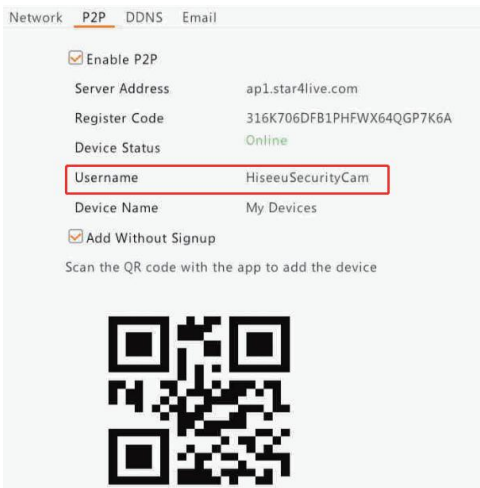 Network P2P DDNS Email
Enable P2P
Server Address ap1.star4live.com
Register Code 316K706DFB1PHFWX64QGP7K6A
Device Status Online
Username HiseeuSecurityCam
Device Name My Devices
Add Without Signup
Scan the QR code with the app to add the device